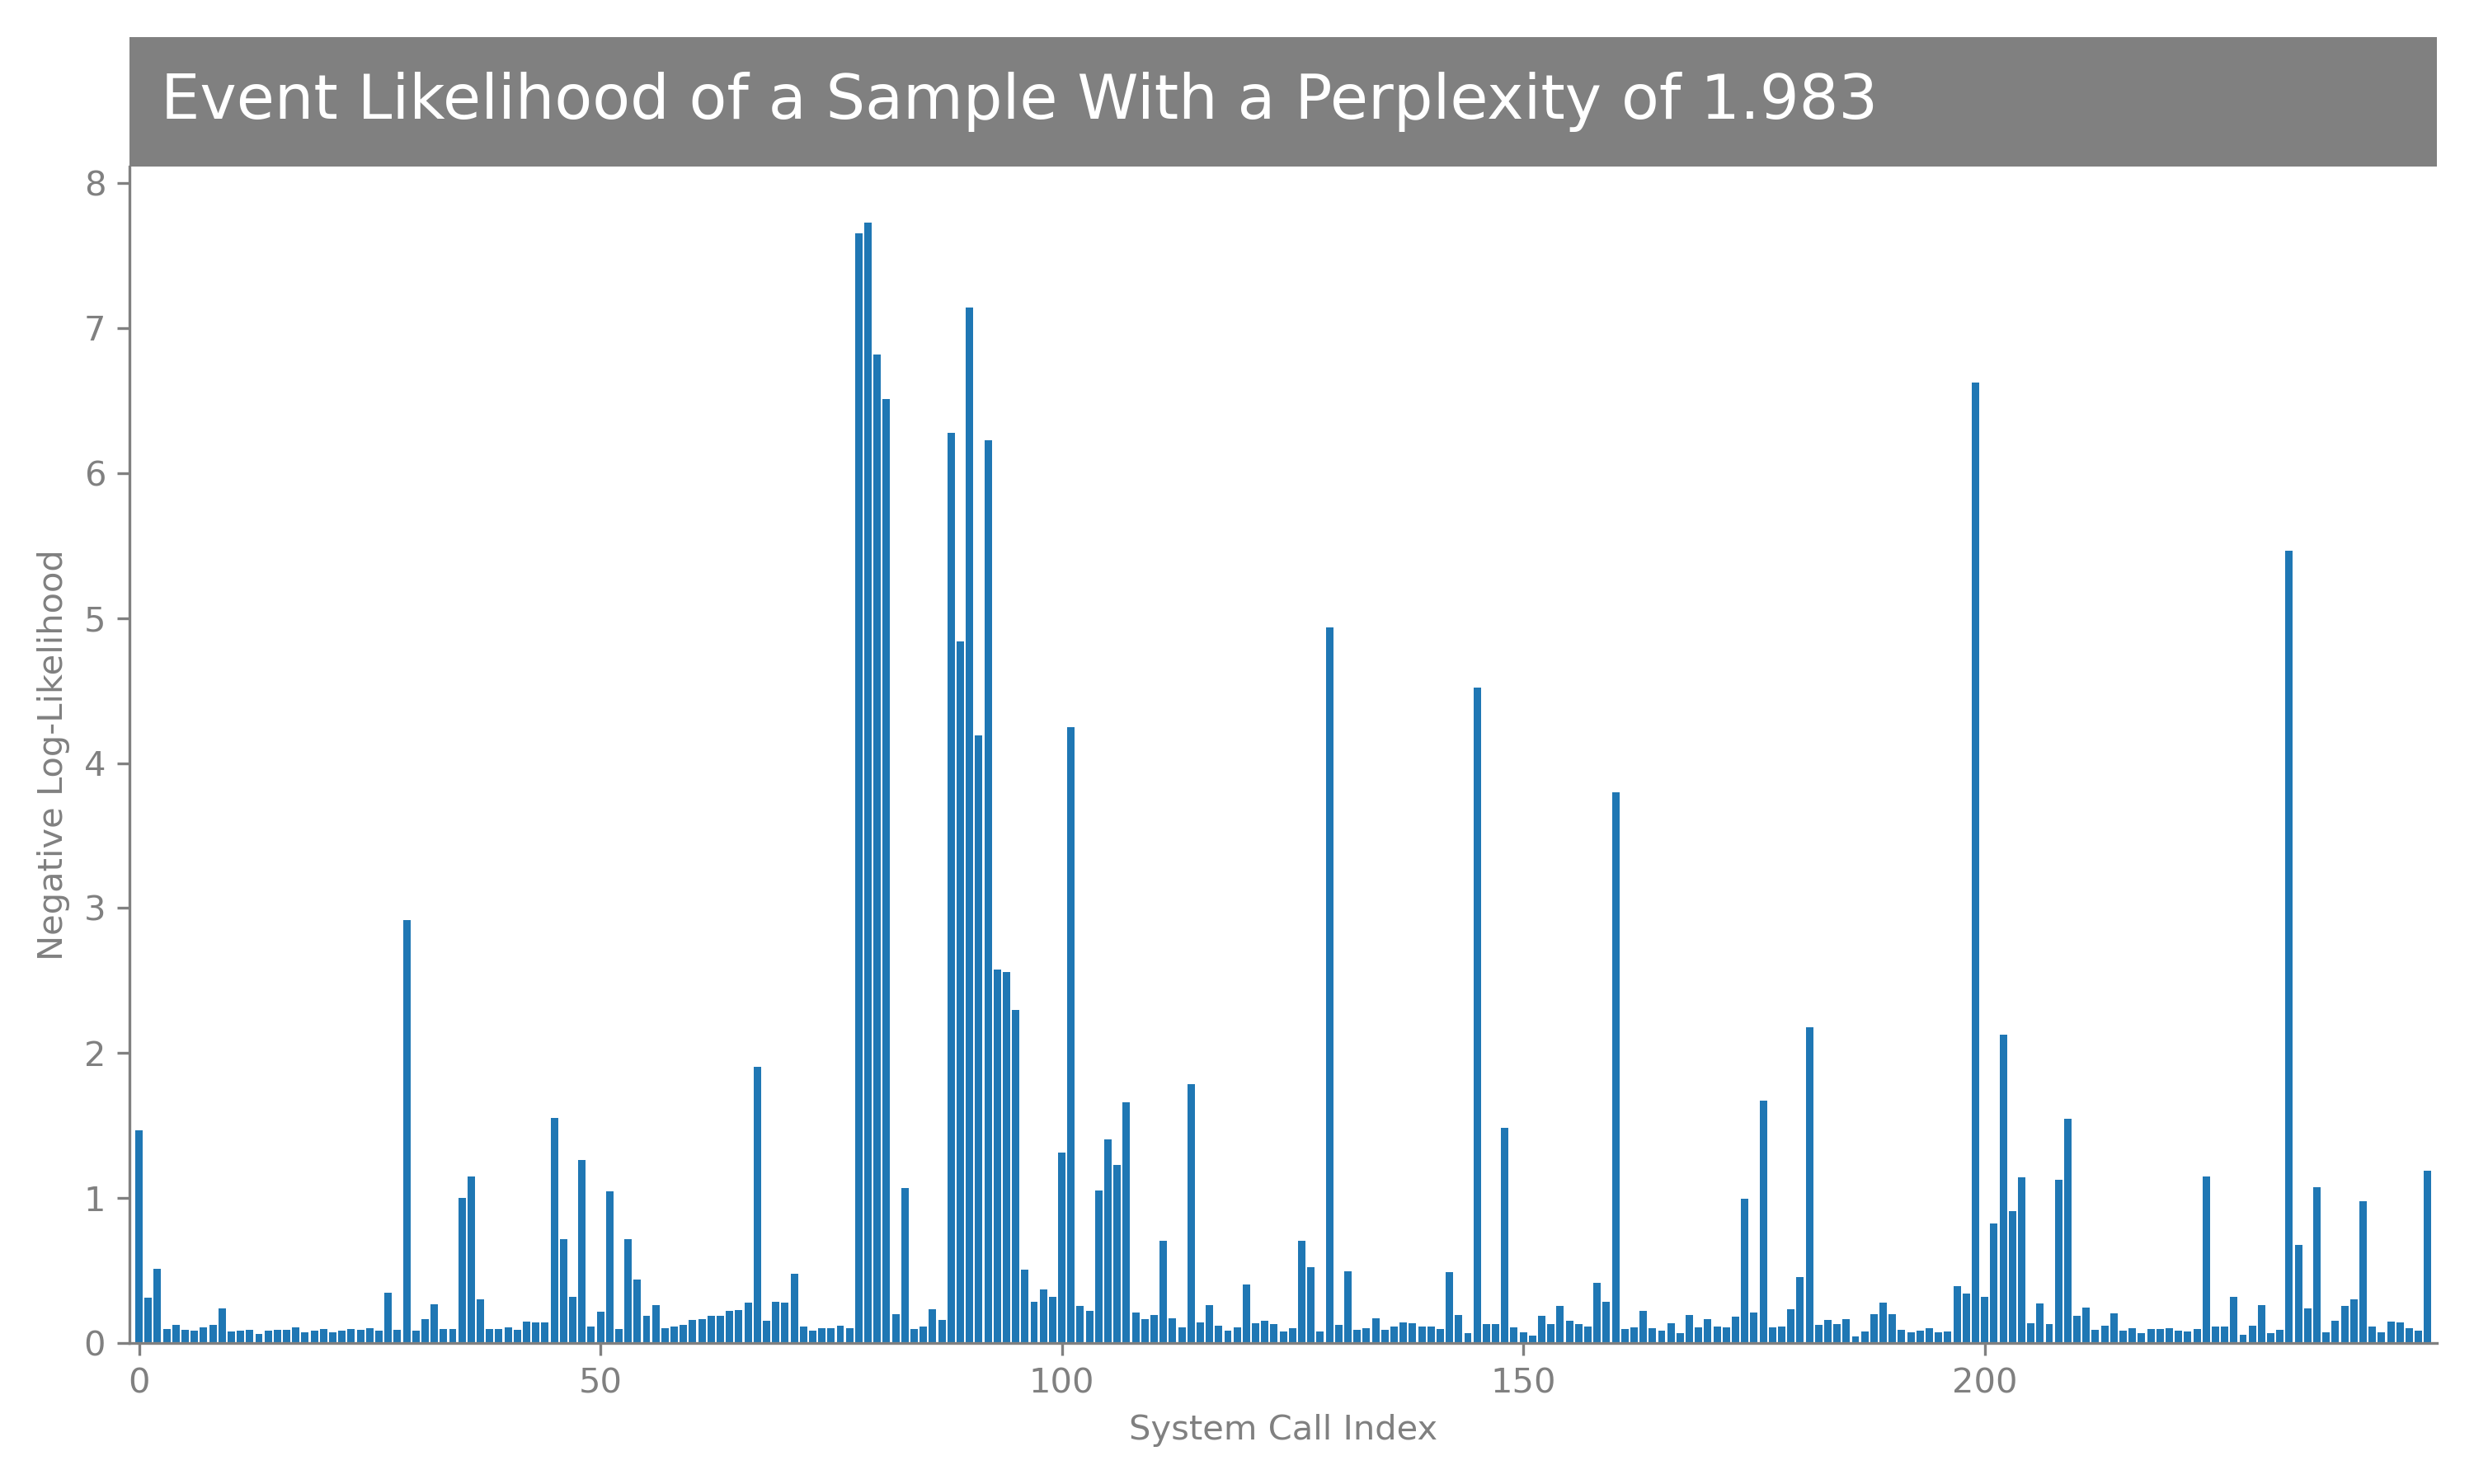 Event Likelihood of a Sample With a Perplexity of 1.983
8
7
6
5
4
3
2
1
0
Negative Log-Likelihood
0 50 100 150 200
System Call Index